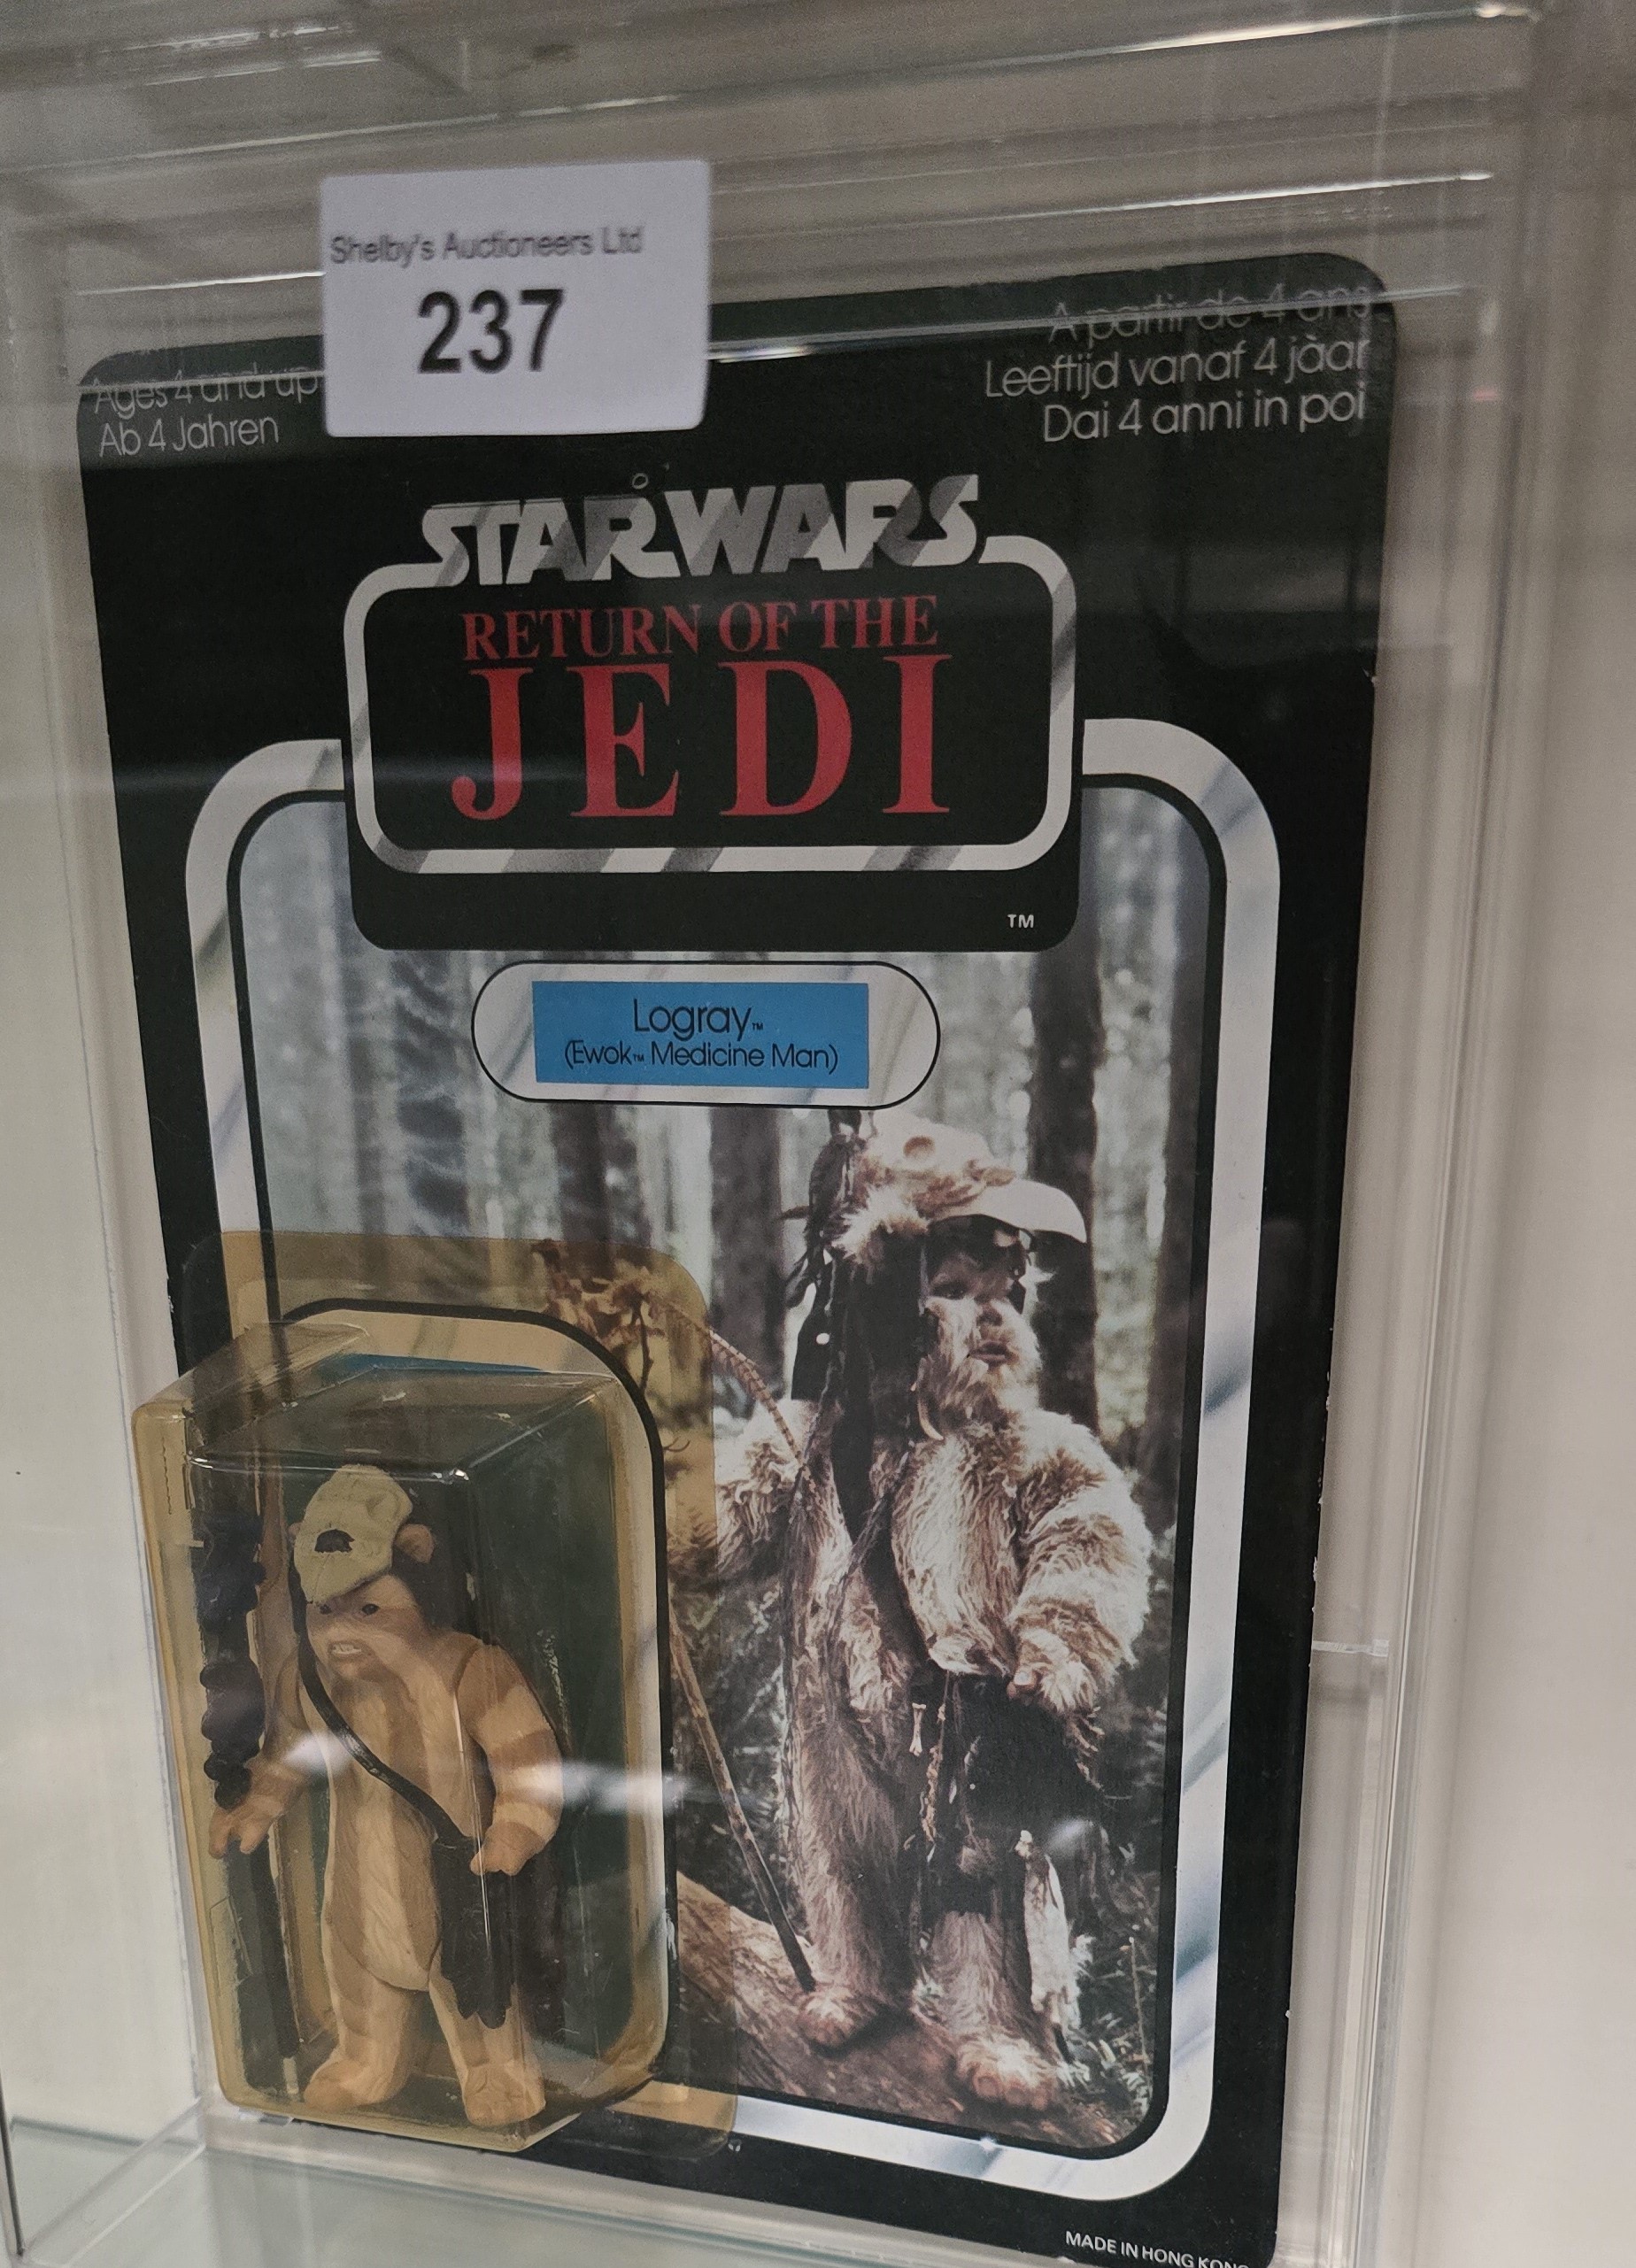 Shelby's Auctioneers Ltd
237
Ages 4 and up
Ab 4 Jahren
A partir de 4 ans
Leeftijd vanaf 4 jàar
Dai 4 anni in poi
STAR WARS
RETURN OF THE
JEDI
TM
Logray™
(Ewok™ Medicine Man)
MADE IN HONG KONG